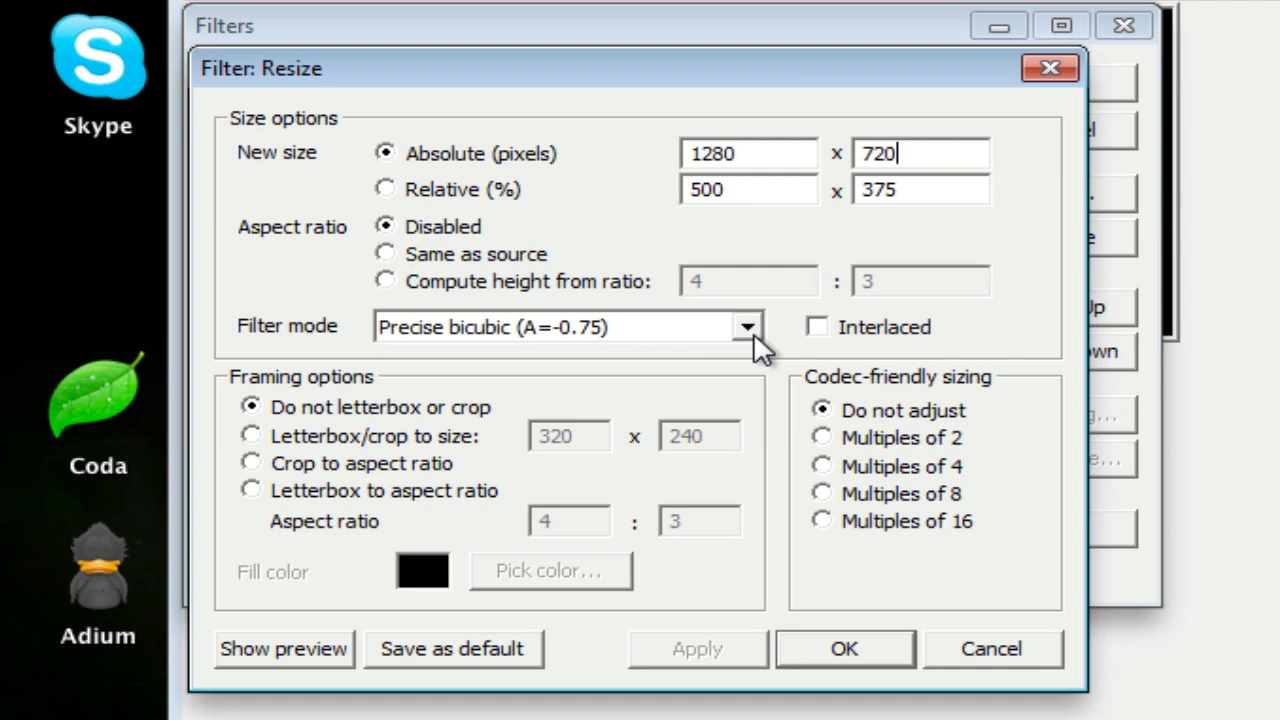 Skype
Coda
Adium
Filters
Filter: Resize
Size options
New size
Absolute (pixels)
1280 x 720
Relative (%)
500 x 375
Aspect ratio
Disabled
Same as source
Compute height from ratio:
4 : 3
Filter mode
Precise bicubic (A=-0.75)
Interlaced
Framing options
Do not letterbox or crop
Letterbox/crop to size:
320 x 240
Crop to aspect ratio
Letterbox to aspect ratio
Aspect ratio
4 : 3
Fill color
Pick color...
Codec-friendly sizing
Do not adjust
Multiples of 2
Multiples of 4
Multiples of 8
Multiples of 16
Show preview
Save as default
Apply
OK
Cancel